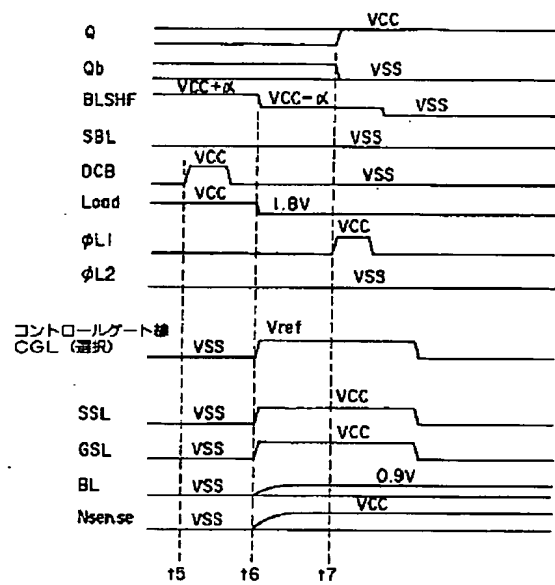 Q VCC
Qb VSS
BLSHF VCC+α VCC-α VSS
SBL VSS
DCB VCC VSS
Load VCC 1.8V
φL1 VCC
φL2 VSS
コントロールゲート線
CGL (選択) VSS Vref
SSL VSS VCC
GSL VSS VCC
BL VSS 0.9V
Nsense VSS VCC
t5 t6 t7